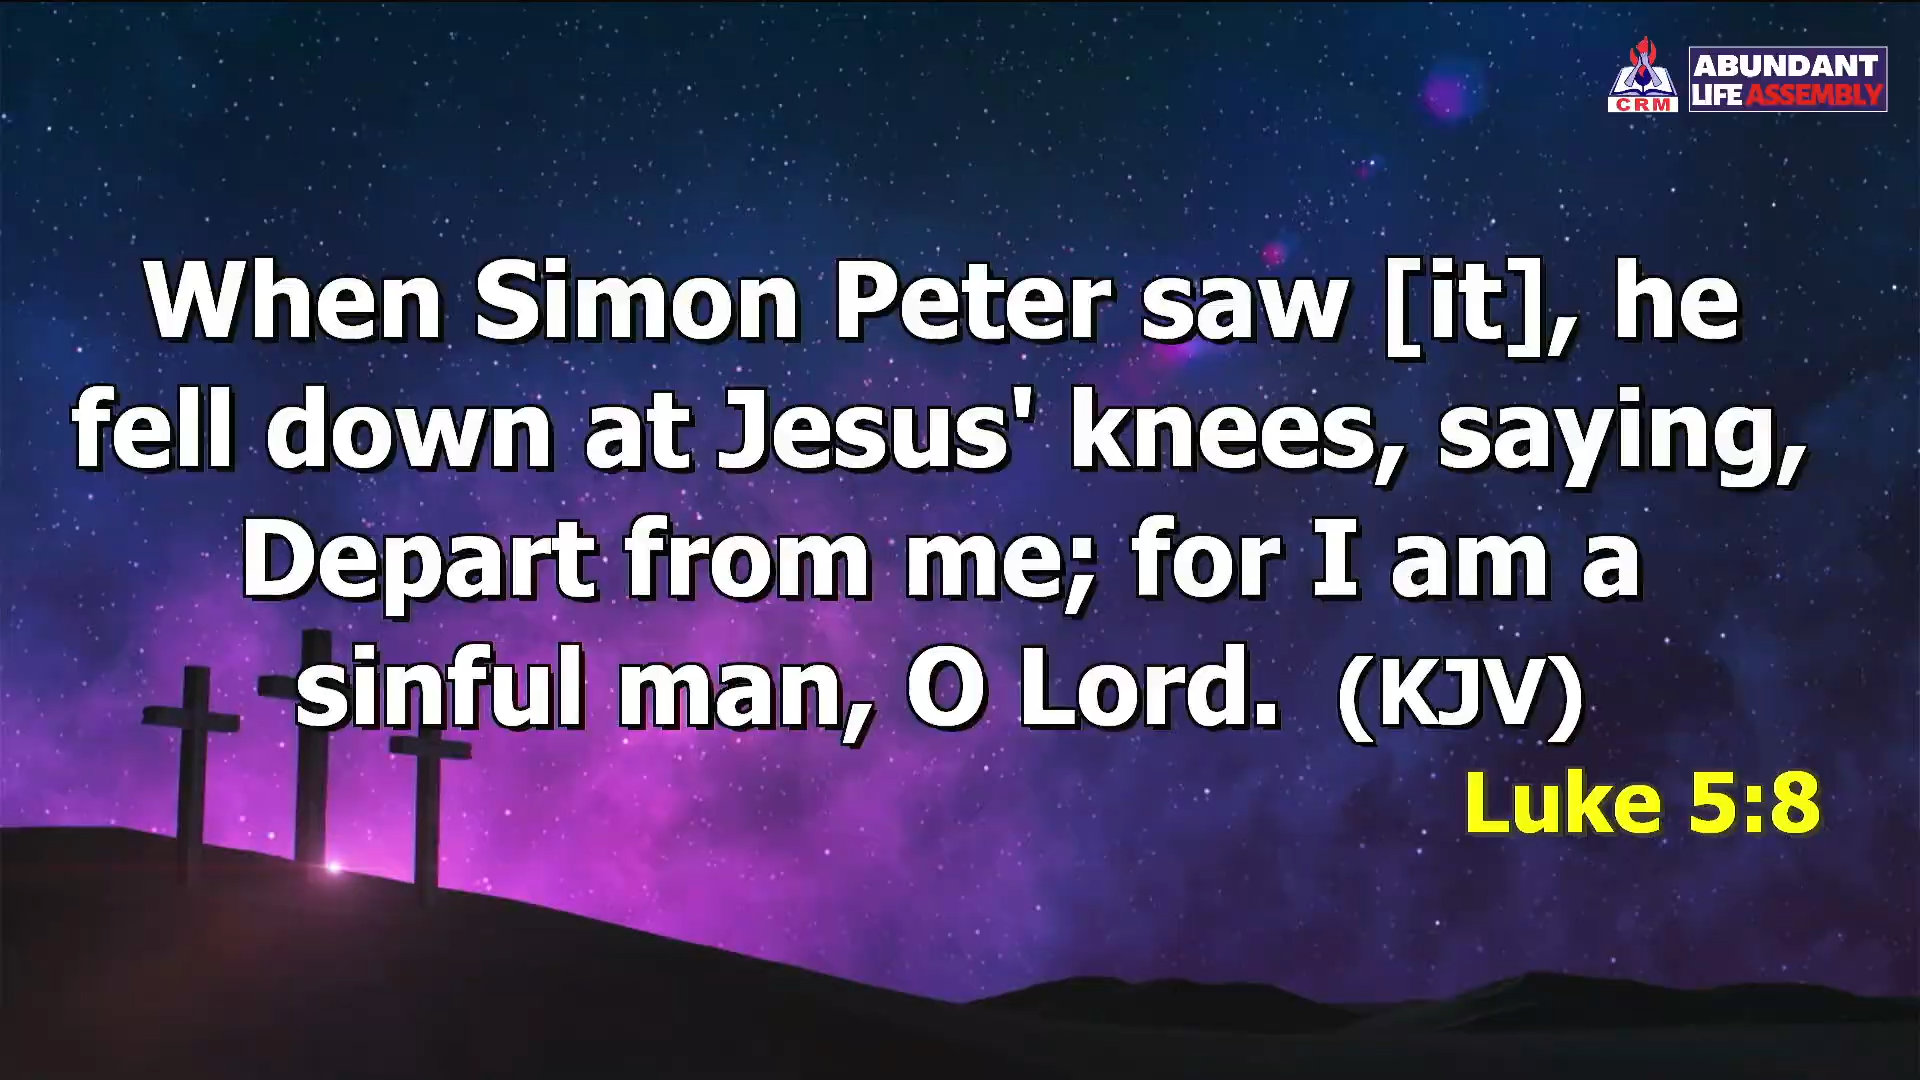 CRM
ABUNDANT
LIFE ASSEMBLY
When Simon Peter saw [it], he
fell down at Jesus' knees, saying,
Depart from me; for I am a
sinful man, O Lord.  (KJV)
Luke 5:8